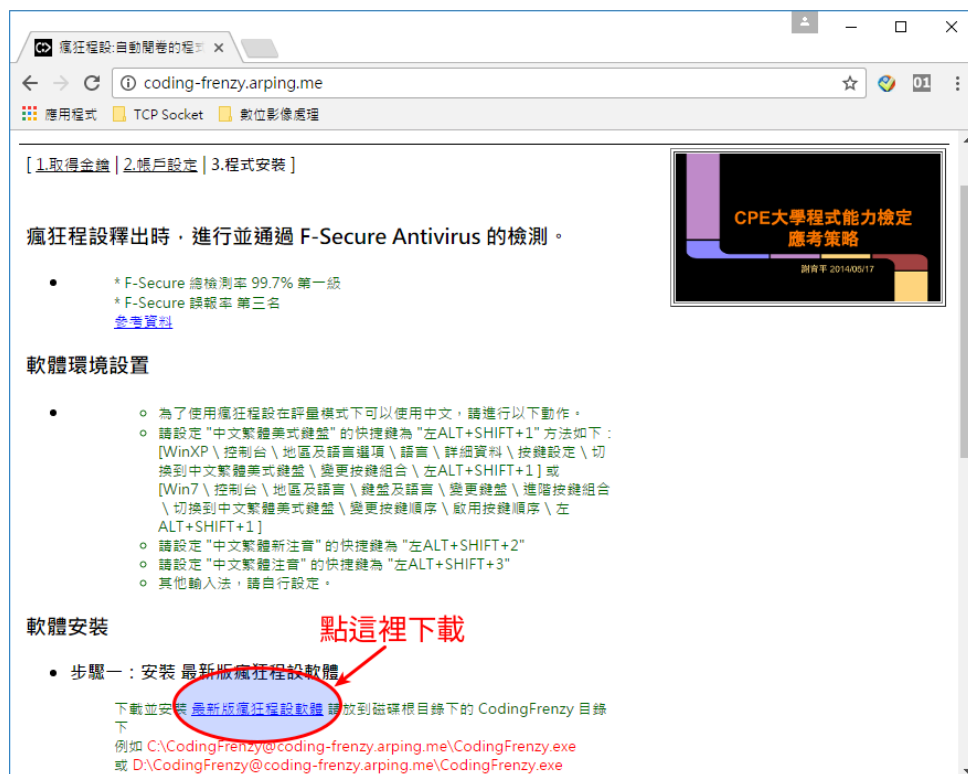 瘋狂程設:自動閱卷的程式
coding-frenzy.arping.me
01
應用程式 TCP Socket 數位影像處理
[ 1.取得金鑰 | 2.帳戶設定 | 3.程式安裝 ]
CPE大學程式能力檢定
應考策略
謝育平 2014/05/17
瘋狂程設釋出時，進行並通過 F-Secure Antivirus 的檢測。
* F-Secure 總檢測率 99.7% 第一級
* F-Secure 誤報率 第三名
參考資料
軟體環境設置
為了使用瘋狂程設在評量模式下可以使用中文，請進行以下動作。
請設定 "中文繁體美式鍵盤" 的快捷鍵為 "左ALT+SHIFT+1" 方法如下：
[WinXP \ 控制台 \ 地區及語言選項 \ 語言 \ 詳細資料 \ 按鍵設定 \ 切
換到中文繁體美式鍵盤 \ 變更按鍵組合 \ 左ALT+SHIFT+1 ] 或
[Win7 \ 控制台 \ 地區及語言 \ 鍵盤及語言 \ 變更鍵盤 \ 進階按鍵組合
\ 切換到中文繁體美式鍵盤 \ 變更按鍵順序 \ 啟用按鍵順序 \ 左
ALT+SHIFT+1 ]
請設定 "中文繁體新注音" 的快捷鍵為 "左ALT+SHIFT+2"
請設定 "中文繁體注音" 的快捷鍵為 "左ALT+SHIFT+3"
其他輸入法，請自行設定。
軟體安裝
點這裡下載
步驟一：安裝 最新版瘋狂程設軟體
下載並安裝 最新版瘋狂程設軟體 請放到磁碟根目錄下的 CodingFrenzy 目錄
下
例如 C:\CodingFrenzy@coding-frenzy.arping.me\CodingFrenzy.exe
或 D:\CodingFrenzy@coding-frenzy.arping.me\CodingFrenzy.exe